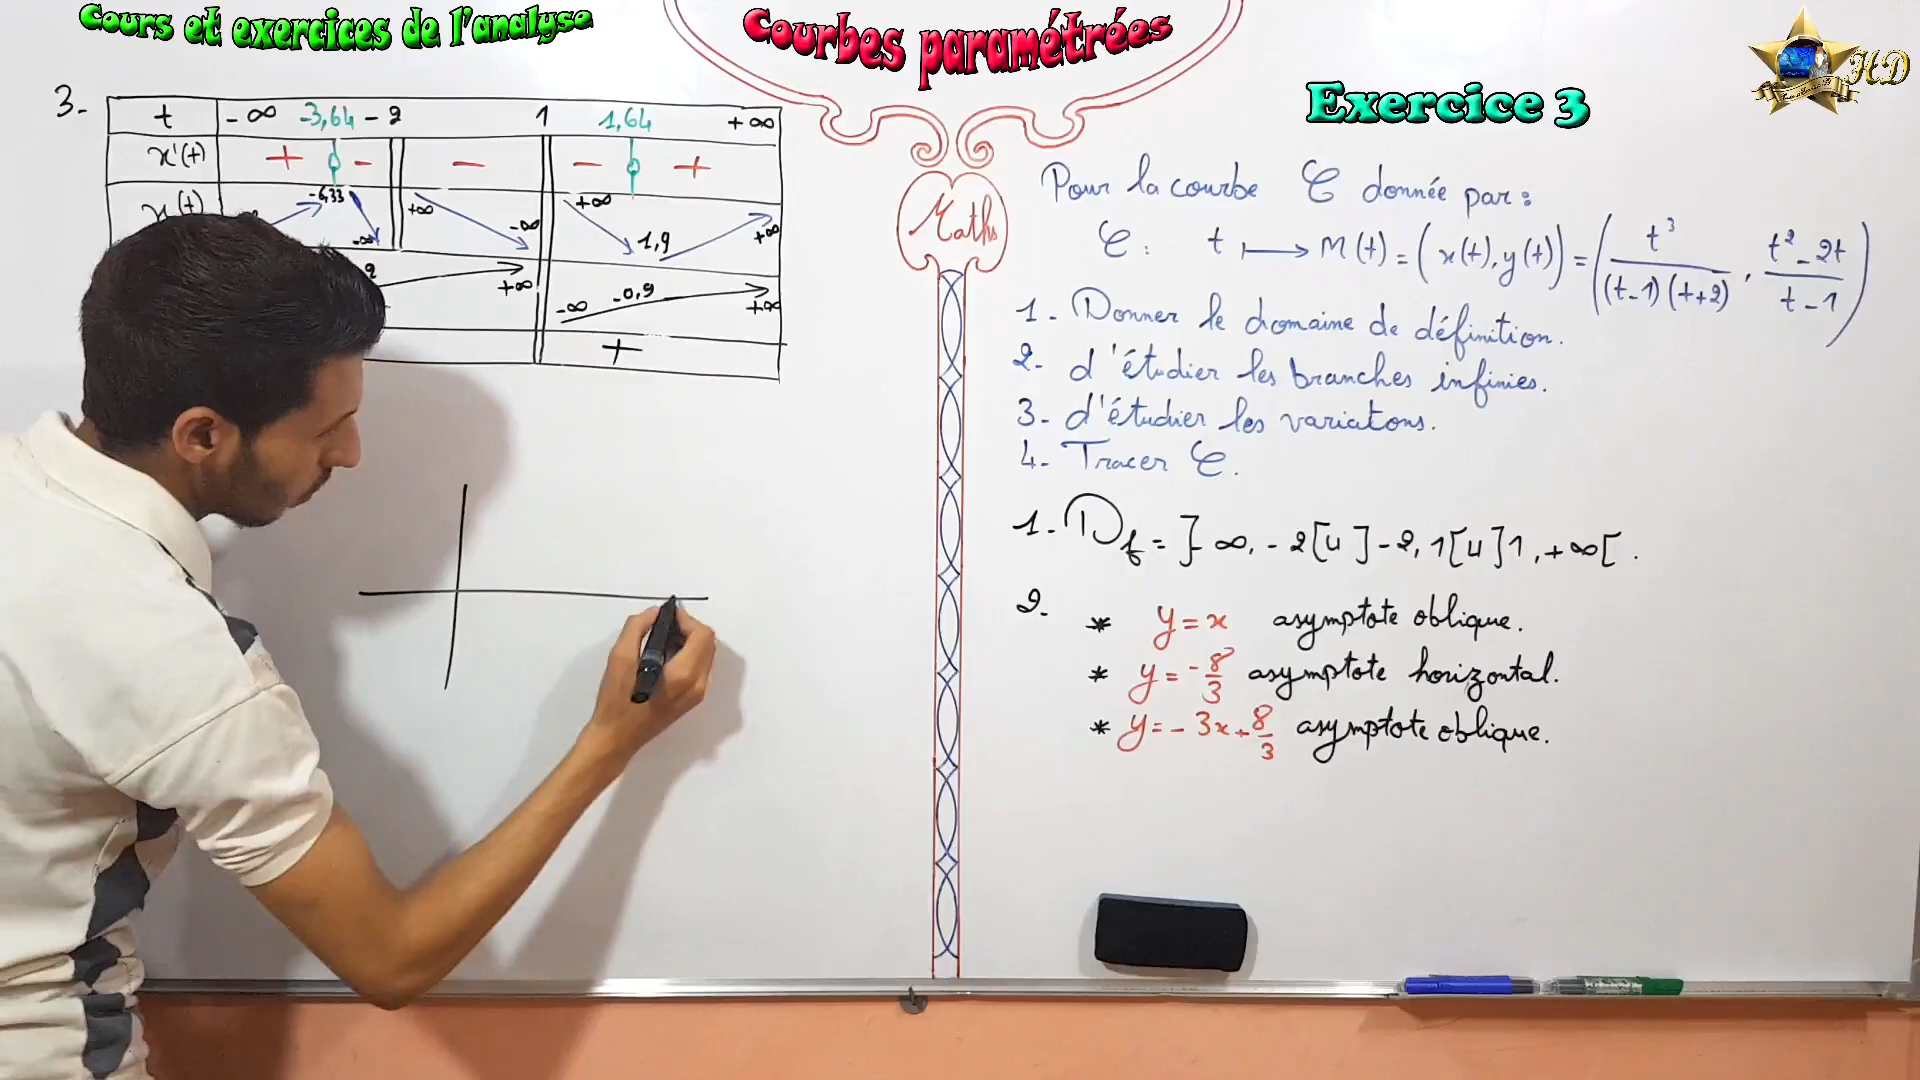 Cours et exercices de l'analyse
Courbes paramétrées
HD
Exercice 3
3-
t -∞ -3,64 -2 1 1,64 +∞
x'(t) + 0 - - - 0 +
x(t) -6,33 -∞ +∞ -∞ +∞ 1,9 +∞
+∞ -∞ -0,9 +∞
+
Maths
Pour la courbe C donnée par :
C : t ⟼ M(t) = (x(t), y(t)) = (t³/((t-1)(t+2)), (t²-2t)/(t-1))
1- Donner le domaine de définition.
2- d'étudier les branches infinies.
3- d'étudier les variatons.
4- Tracer C.
1- Df = ]-∞, -2[ U ]-2, 1[ U ]1, +∞[ .
2-
* y = x asymptote oblique.
* y = -8/3 asymptote horizontal.
* y = -3x + 8/3 asymptote oblique.